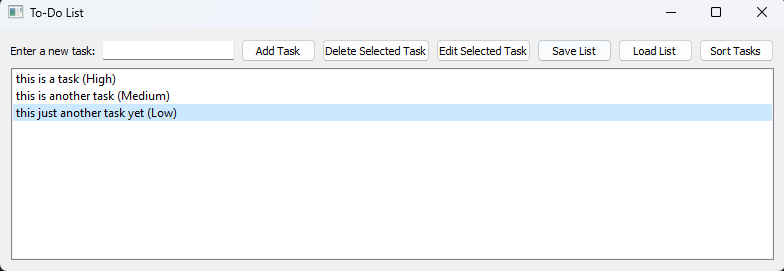 To-Do List
Enter a new task: Add Task Delete Selected Task Edit Selected Task Save List Load List Sort Tasks
this is a task (High)
this is another task (Medium)
this just another task yet (Low)